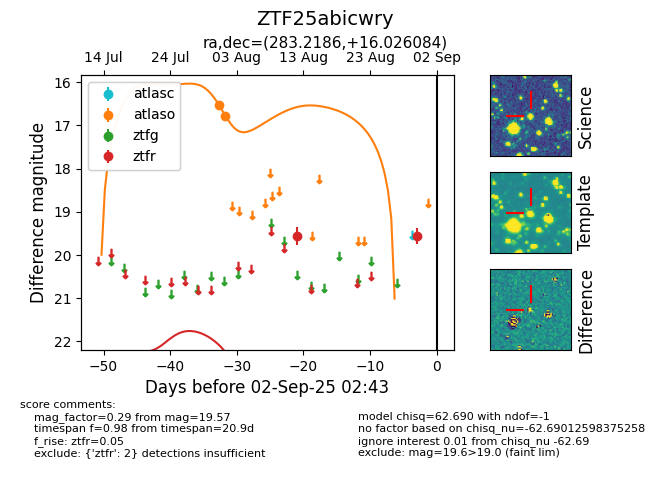 ZTF25abicwry
ra,dec=(283.2186,+16.026084)
14 Jul 24 Jul 03 Aug 13 Aug 23 Aug 02 Sep
atlasc
atlaso
ztfg
ztfr
16
17
18
19
20
21
22
Difference magnitude
−50 −40 −30 −20 −10 0
Days before 02-Sep-25 02:43
Science
Template
Difference
score comments:
mag_factor=0.29 from mag=19.57
timespan f=0.98 from timespan=20.9d
f_rise: ztfr=0.05
exclude: {'ztfr': 2} detections insufficient
model chisq=62.690 with ndof=-1
no factor based on chisq_nu=-62.69012598375258
ignore interest 0.01 from chisq_nu -62.69
exclude: mag=19.6>19.0 (faint lim)